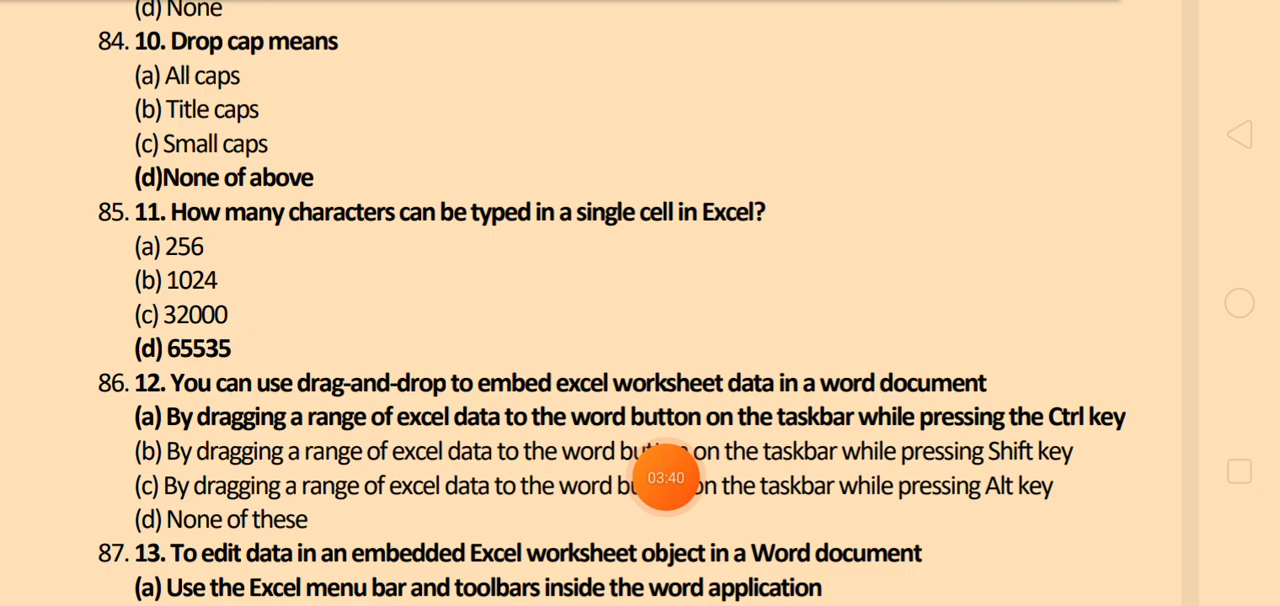 (d) None
84. 10. Drop cap means
(a) All caps
(b) Title caps
(c) Small caps
(d)None of above
85. 11. How many characters can be typed in a single cell in Excel?
(a) 256
(b) 1024
(c) 32000
(d) 65535
86. 12. You can use drag-and-drop to embed excel worksheet data in a word document
(a) By dragging a range of excel data to the word button on the taskbar while pressing the Ctrl key
(b) By dragging a range of excel data to the word on the taskbar while pressing Shift key
(c) By dragging a range of excel data to the word on the taskbar while pressing Alt key
03:40
(d) None of these
87. 13. To edit data in an embedded Excel worksheet object in a Word document
(a) Use the Excel menu bar and toolbars inside the word application